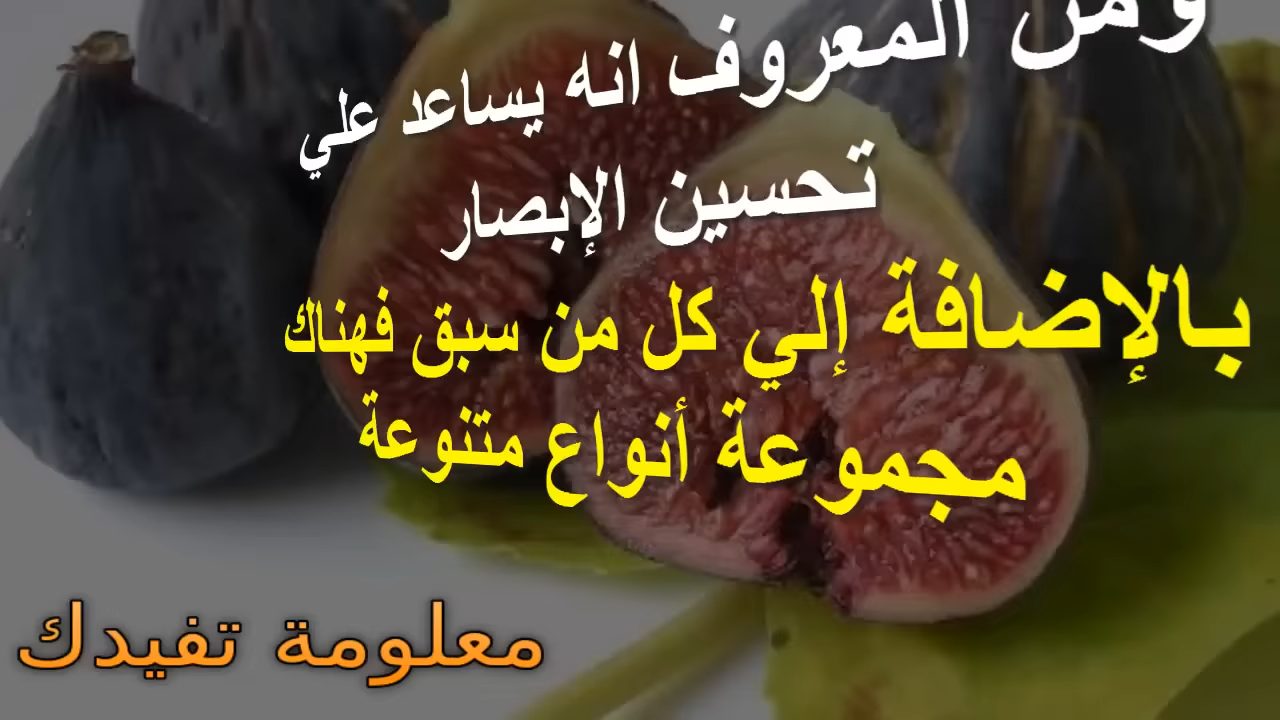 ومن المعروف انه يساعد علي
تحسين الإبصار
بالإضافة إلي كل من سبق فهناك
مجموعة أنواع متنوعة
معلومة تفيدك